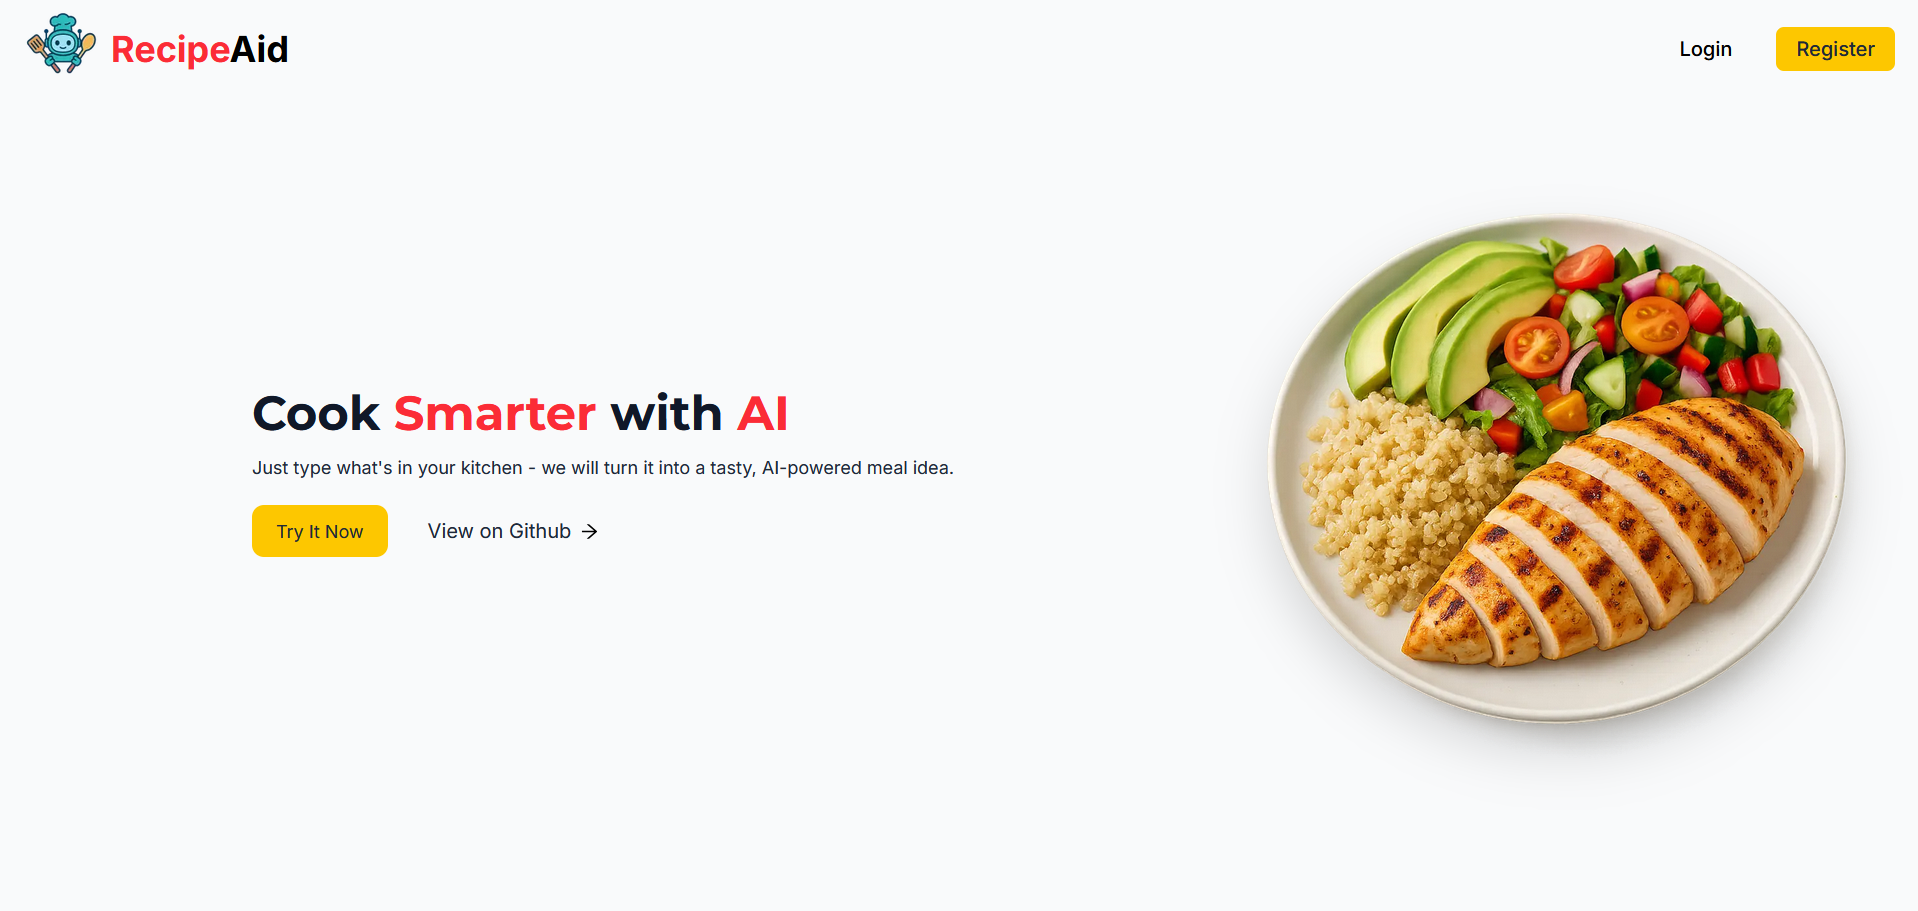 RecipeAid
Login
Register
Cook Smarter with AI
Just type what's in your kitchen - we will turn it into a tasty, AI-powered meal idea.
Try It Now
View on Github →